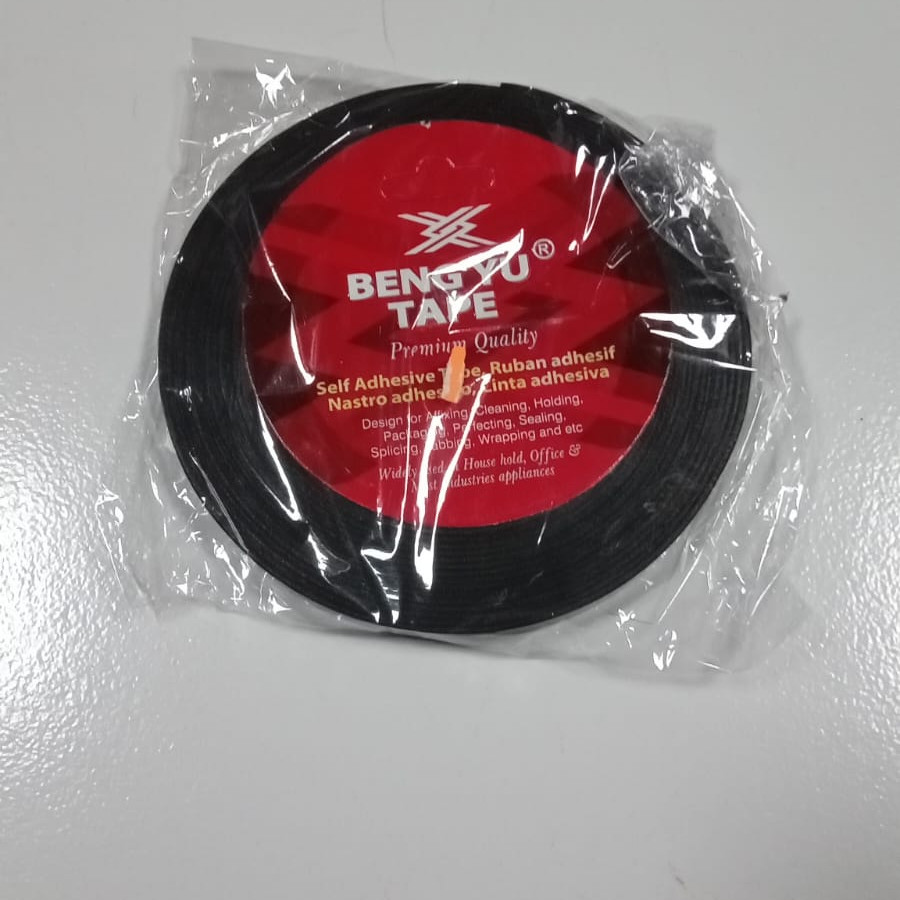 BENG YU®
TAPE
Premium Quality
Self Adhesive Tape, Ruban adhesif
Nastro adhesivo, Cinta adhesiva
Design for Affixing, Cleaning, Holding,
Packaging, Protecting, Sealing,
Splicing, Wrapping and etc
Widely used House hold, Office &
Industries appliances